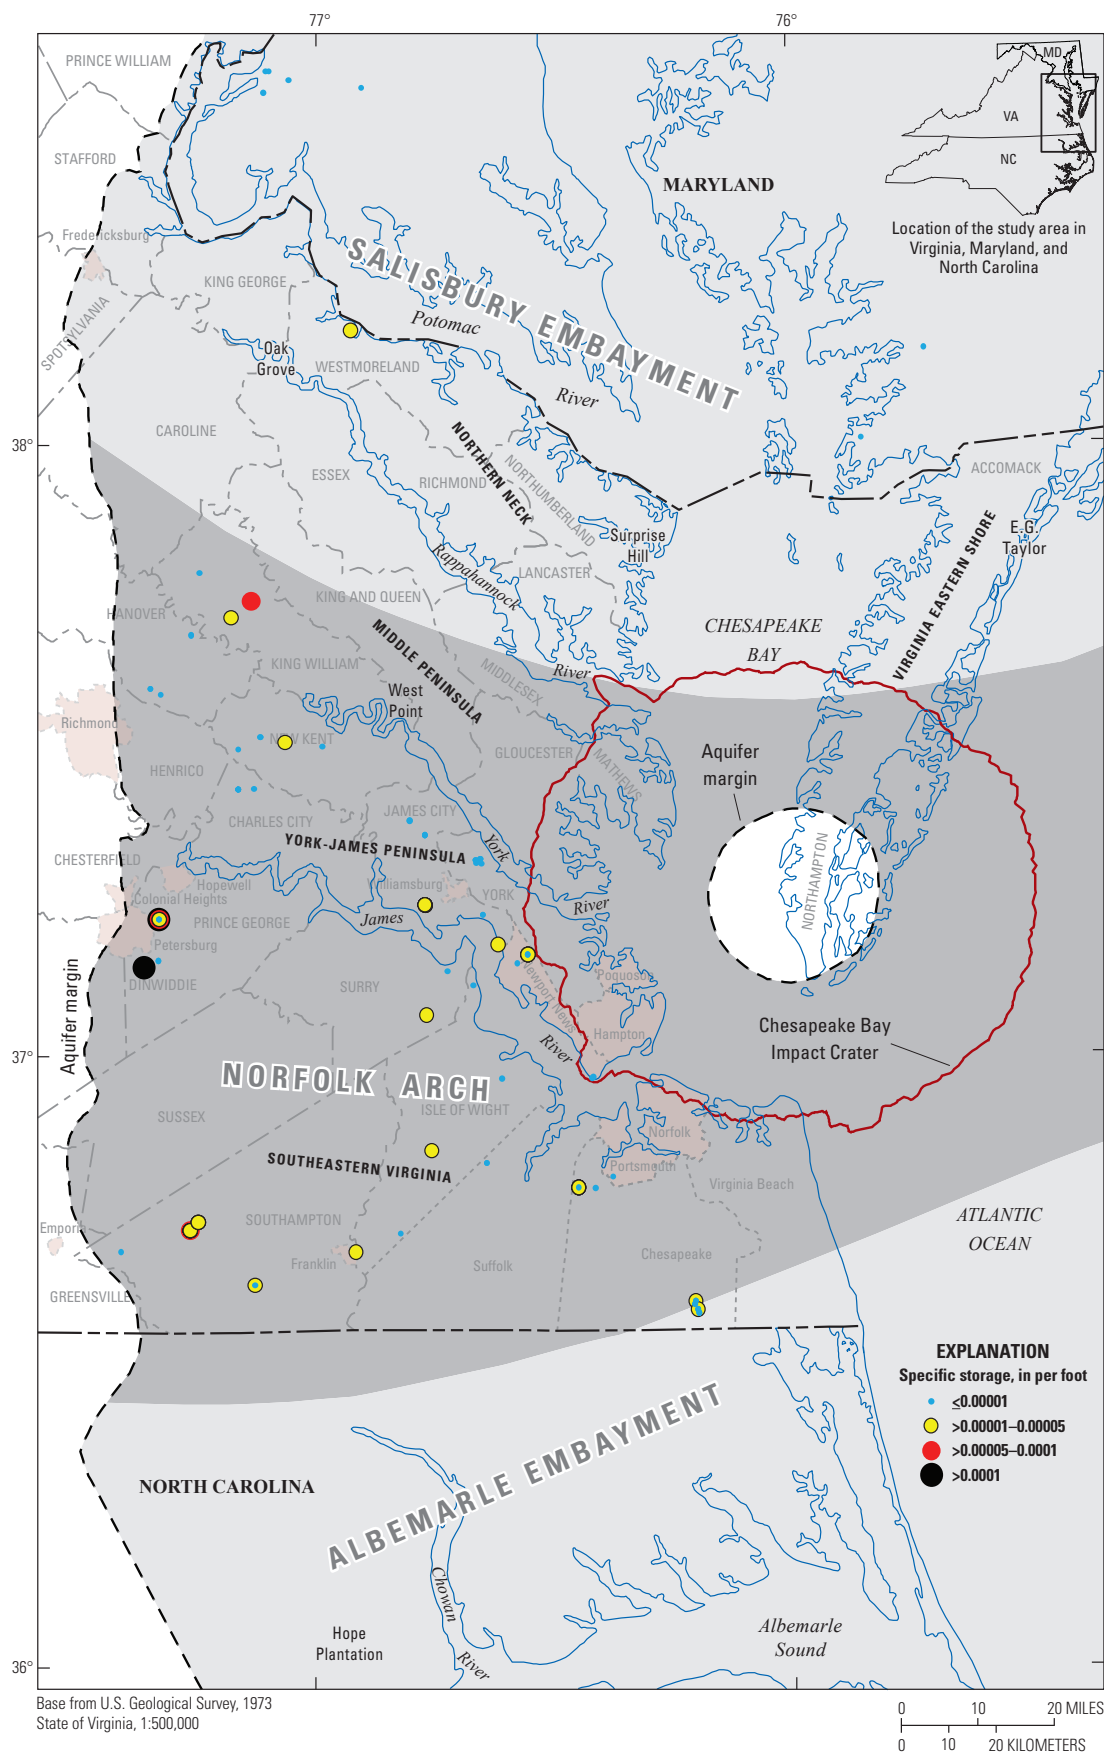 77°
76°
PRINCE WILLIAM
MD
VA
NC
STAFFORD
MARYLAND
Location of the study area in
Virginia, Maryland, and
North Carolina
Fredericksburg
KING GEORGE
SALISBURY EMBAYMENT
SPOTSYLVANIA
Potomac
River
Oak
Grove
WESTMORELAND
38°
CAROLINE
NORTHERN NECK
ESSEX
RICHMOND
NORTHUMBERLAND
ACCOMACK
Surprise
Hill
E.G.
Taylor
VIRGINIA EASTERN SHORE
Rappahannock
River
LANCASTER
HANOVER
KING AND QUEEN
CHESAPEAKE
BAY
MIDDLE PENINSULA
KING WILLIAM
MIDDLESEX
West
Point
Richmond
NEW KENT
GLOUCESTER
MATHEWS
Aquifer
margin
HENRICO
CHARLES CITY
JAMES CITY
YORK-JAMES PENINSULA
York
River
CHESTERFIELD
Hopewell
Colonial Heights
Williamsburg
YORK
NORTHAMPTON
PRINCE GEORGE
James
River
Petersburg
DINWIDDIE
SURRY
Newport News
Poquoson
Hampton
Aquifer margin
Chesapeake Bay
Impact Crater
37°
NORFOLK ARCH
ISLE OF WIGHT
SUSSEX
Norfolk
SOUTHEASTERN VIRGINIA
Portsmouth
Virginia Beach
Emporia
SOUTHAMPTON
Franklin
Suffolk
Chesapeake
ATLANTIC
OCEAN
GREENSVILLE
EXPLANATION
Specific storage, in per foot
≤0.00001
>0.00001–0.00005
>0.00005–0.0001
>0.0001
NORTH CAROLINA
ALBEMARLE EMBAYMENT
Chowan
River
Hope
Plantation
Albemarle
Sound
36°
Base from U.S. Geological Survey, 1973
State of Virginia, 1:500,000
0 10 20 MILES
0 10 20 KILOMETERS